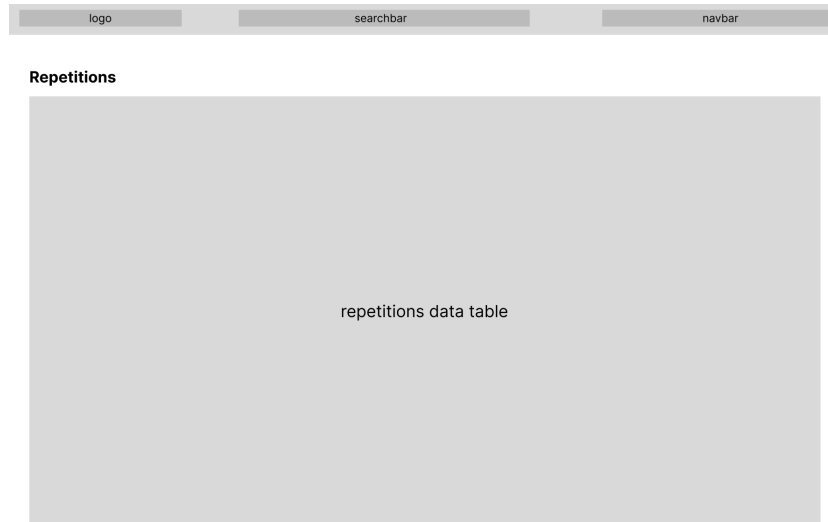 logo
searchbar
navbar
Repetitions
repetitions data table